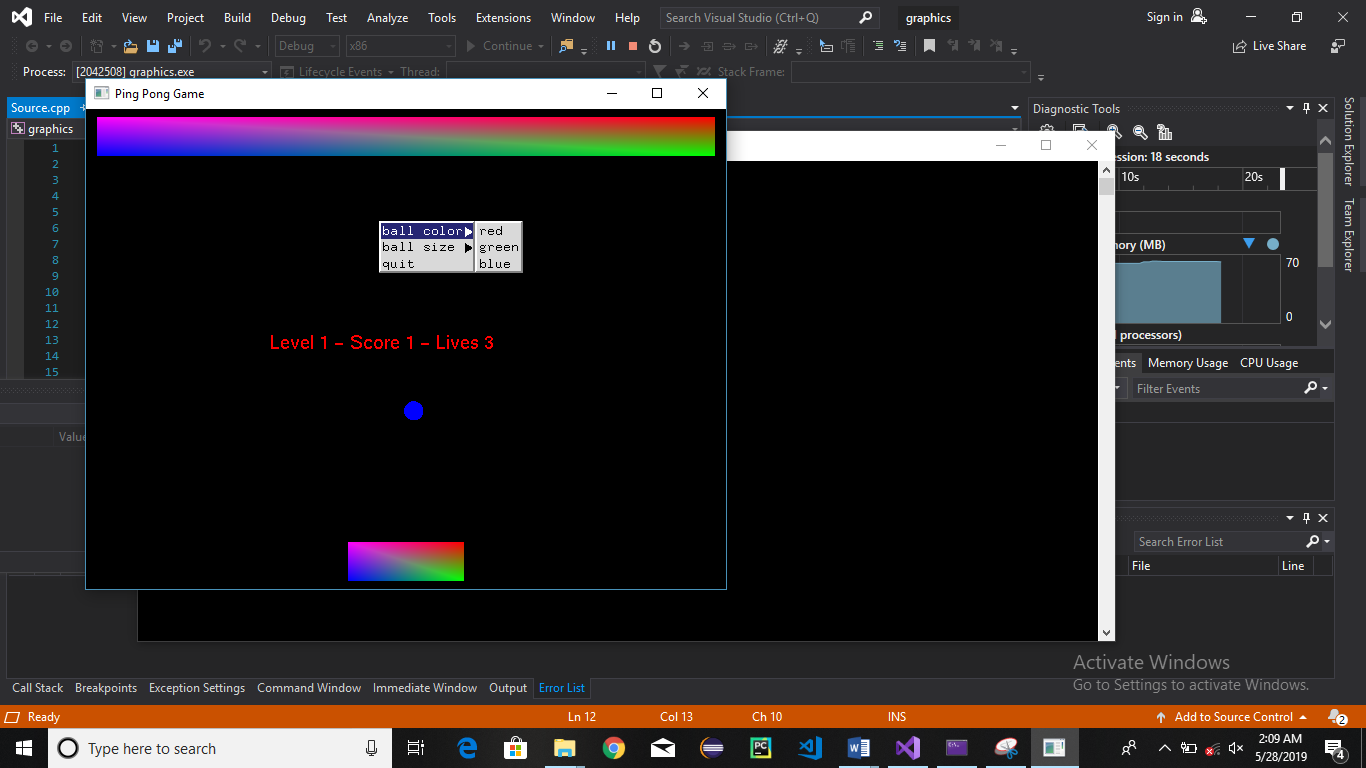 File Edit View Project Build Debug Test Analyze Tools Extensions Window Help Search Visual Studio (Ctrl+Q) graphics Sign in
Debug x86 Continue Live Share
Process: [2042508] graphics.exe Lifecycle Events Thread: Stack Frame:
Ping Pong Game
Source.cpp
graphics
1
2
3
4
5
6
7
8
9
10
11
12
13
14
15
Value
ball color red
ball size green
quit blue
Level 1 - Score 1 - Lives 3
Diagnostic Tools
ession: 18 seconds
10s 20s
mory (MB)
70
0
processors)
ents Memory Usage CPU Usage
Filter Events
Solution Explorer
Team Explorer
Search Error List
File Line
Activate Windows
Go to Settings to activate Windows.
Call Stack Breakpoints Exception Settings Command Window Immediate Window Output Error List
Ready Ln 12 Col 13 Ch 10 INS Add to Source Control 2
Type here to search
2:09 AM
5/28/2019
4